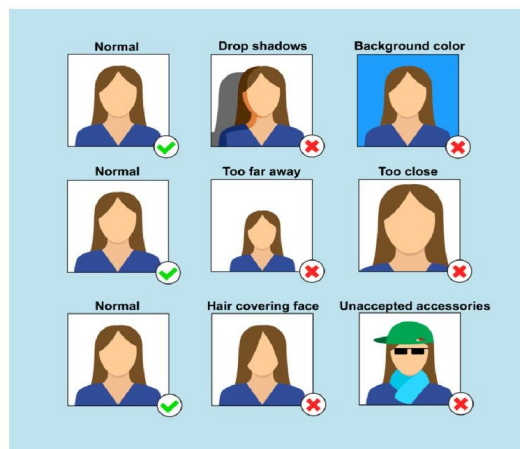 Normal
Drop shadows
Background color
Normal
Too far away
Too close
Normal
Hair covering face
Unaccepted accessories